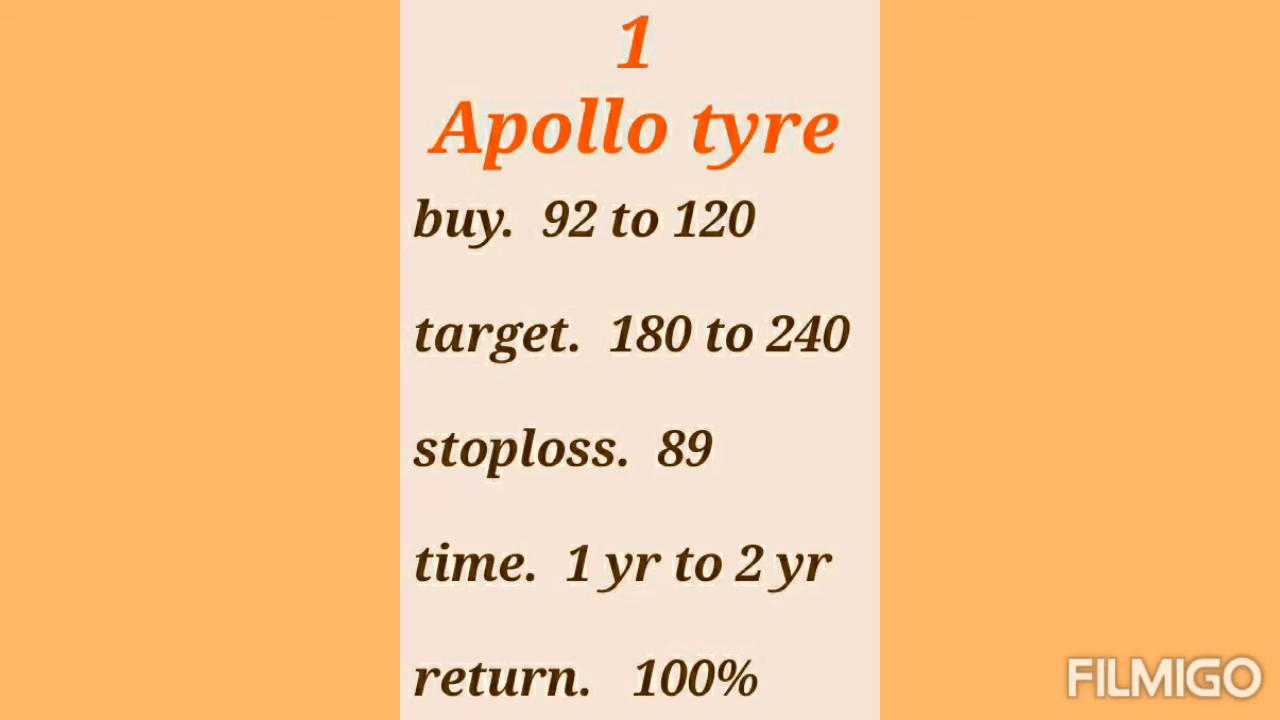 1
Apollo tyre
buy. 92 to 120
target. 180 to 240
stoploss. 89
time. 1 yr to 2 yr
return. 100%
FILMIGO